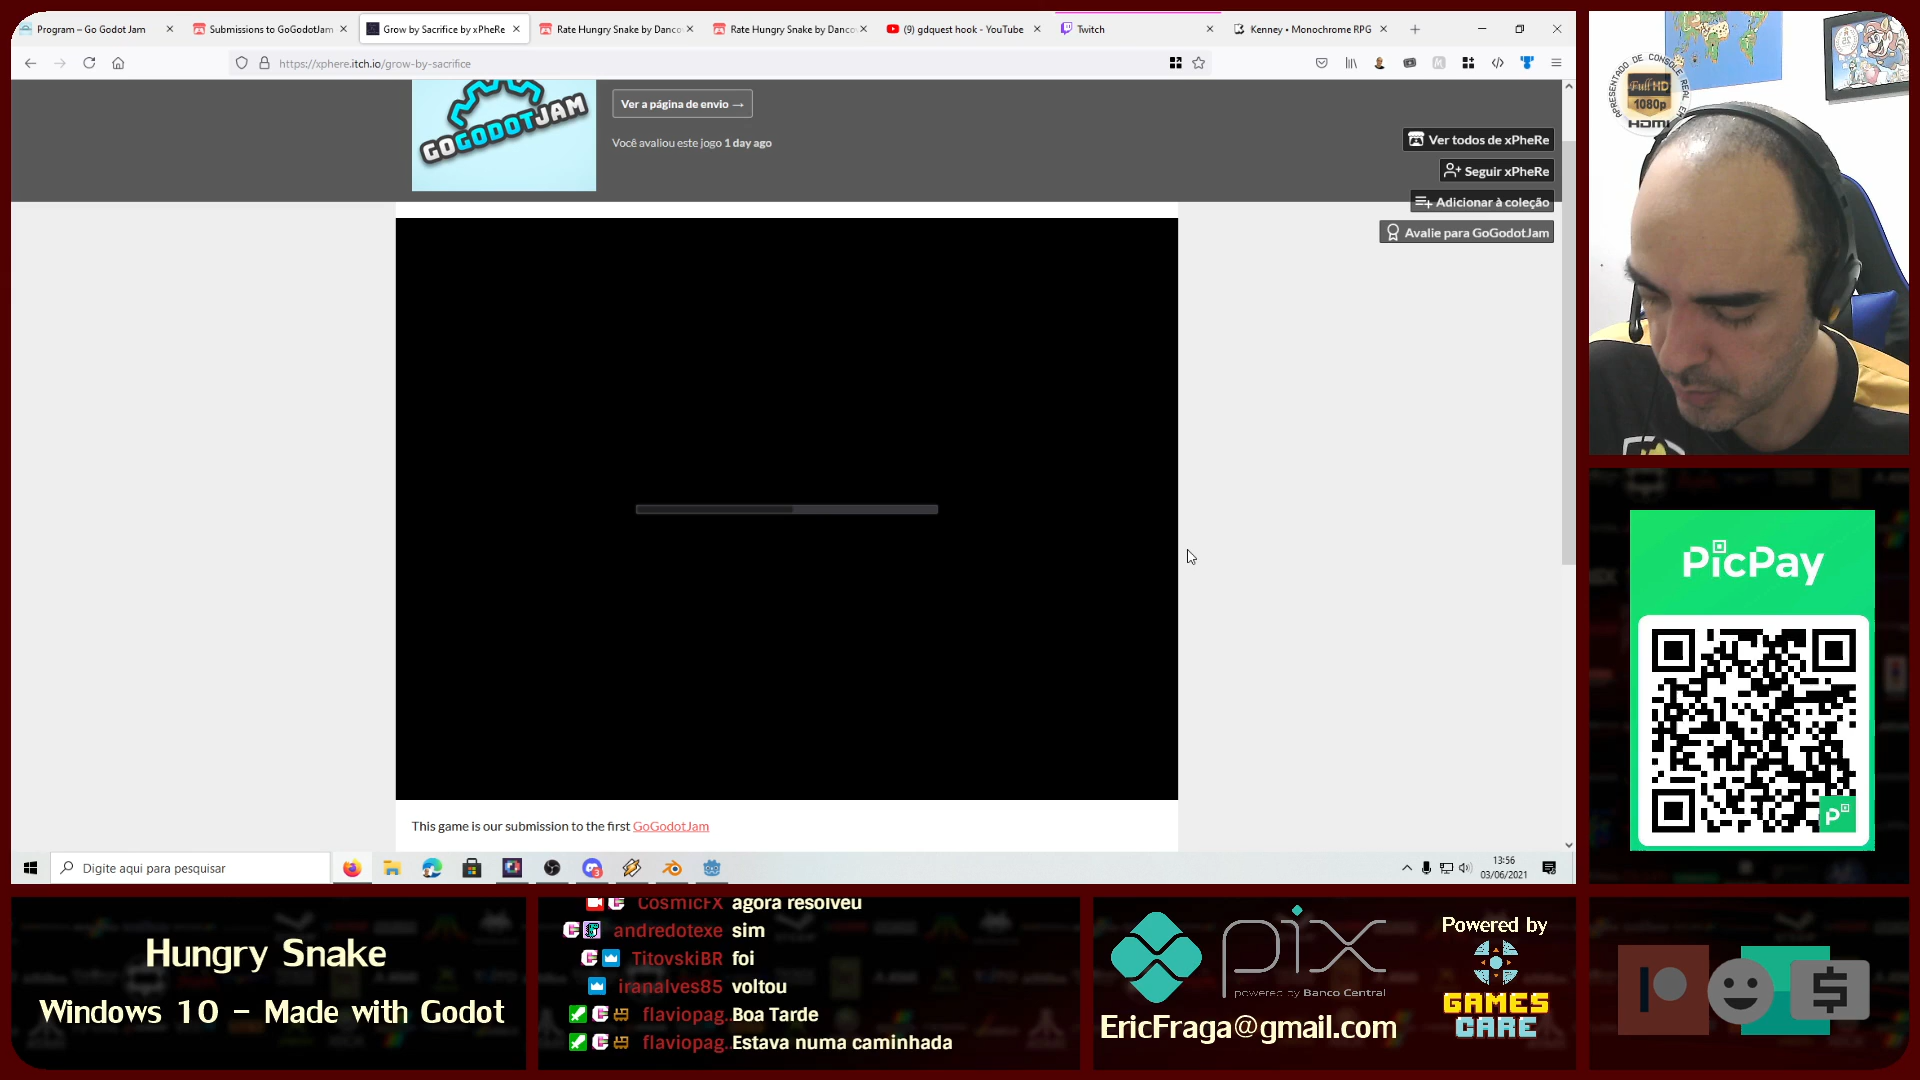 Program – Go Godot Jam
Submissions to GoGodotJam
Grow by Sacrifice by xPheRe
Rate Hungry Snake by Danco
Rate Hungry Snake by Danco
(9) gdquest hook - YouTube
Twitch
Kenney • Monochrome RPG
https://xphere.itch.io/grow-by-sacrifice
GOGODOTJAM
Ver a página de envio →
Você avaliou este jogo 1 day ago
Ver todos de xPheRe
Seguir xPheRe
Adicionar à coleção
Avalie para GoGodotJam
This game is our submission to the first GoGodotJam
Digite aqui para pesquisar
13:56
03/06/2021
APRESENTADO DE CONSOLE REAL EM
Full HD
1080p
HDMI
PicPay
Hungry Snake
Windows 10 - Made with Godot
CosmicFX agora resolveu
andredotexe sim
TitovskiBR foi
iranalves85 voltou
flaviopag.. Boa Tarde
flaviopag.. Estava numa caminhada
pix
powered by Banco Central
EricFraga@gmail.com
Powered by
GAMES
CARE